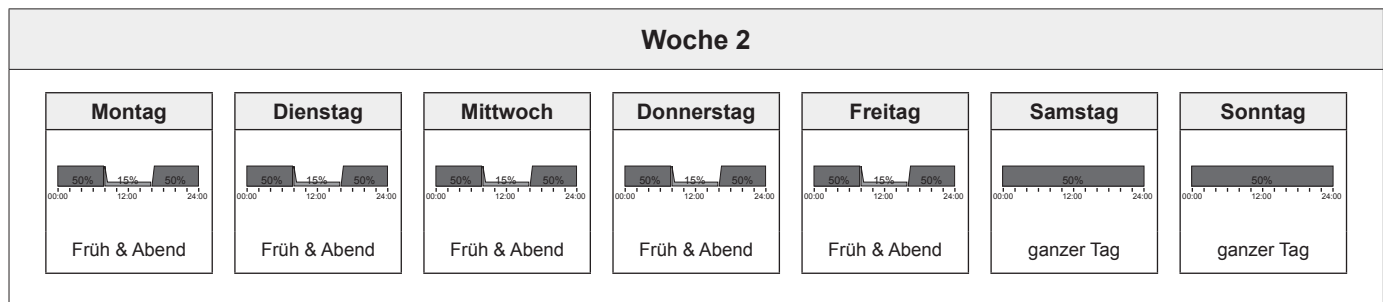 Woche 2
Montag Dienstag Mittwoch Donnerstag Freitag Samstag Sonntag
50% 15% 50% 50% 15% 50% 50% 15% 50% 50% 15% 50% 50% 15% 50% 50% 50%
00:00 12:00 24:00 00:00 12:00 24:00 00:00 12:00 24:00 00:00 12:00 24:00 00:00 12:00 24:00 00:00 12:00 24:00 00:00 12:00 24:00
Früh & Abend Früh & Abend Früh & Abend Früh & Abend Früh & Abend ganzer Tag ganzer Tag